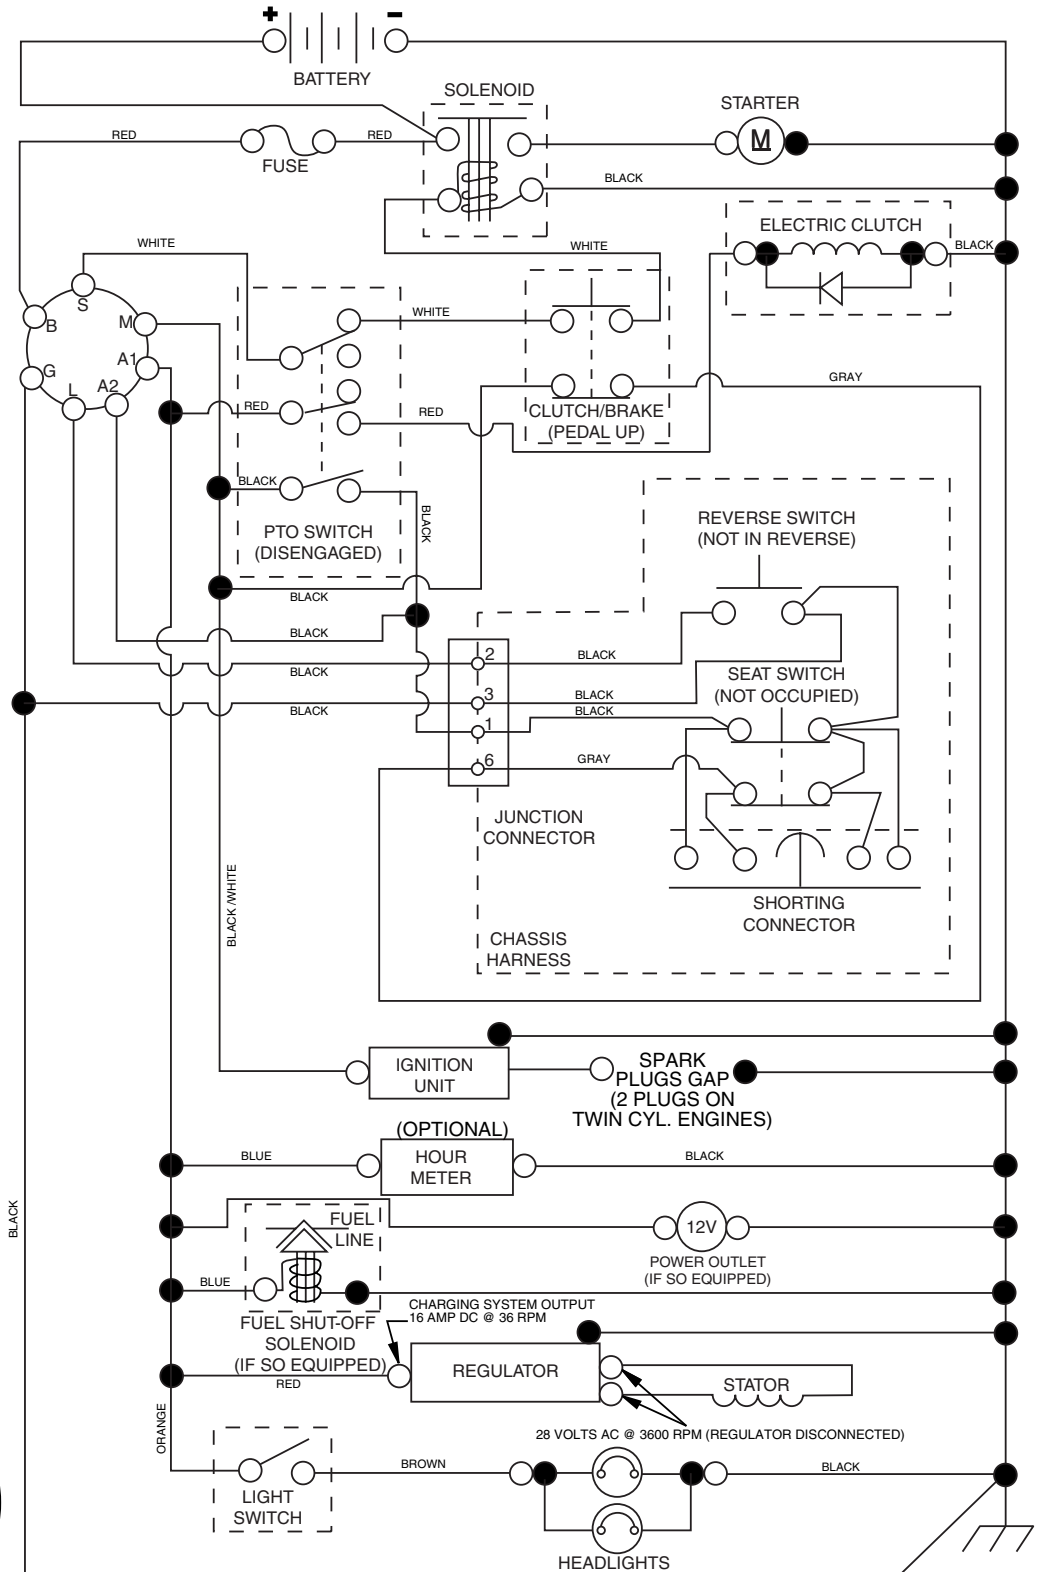 + −
BATTERY
SOLENOID
STARTER
M
RED
RED
FUSE
BLACK
ELECTRIC CLUTCH
BLACK
WHITE
WHITE
WHITE
S
B
M
A1
G
A2
L
RED
RED
GRAY
CLUTCH/BRAKE
(PEDAL UP)
BLACK
PTO SWITCH
(DISENGAGED)
BLACK
REVERSE SWITCH
(NOT IN REVERSE)
BLACK
BLACK
BLACK
2
BLACK
SEAT SWITCH
(NOT OCCUPIED)
3
BLACK
BLACK
BLACK
1
6
GRAY
JUNCTION
CONNECTOR
SHORTING
CONNECTOR
CHASSIS
HARNESS
BLACK /WHITE
IGNITION
UNIT
SPARK
PLUGS GAP
(2 PLUGS ON
TWIN CYL. ENGINES)
(OPTIONAL)
HOUR
METER
BLUE
BLACK
BLACK
FUEL
LINE
12V
POWER OUTLET
(IF SO EQUIPPED)
BLUE
FUEL SHUT-OFF
SOLENOID
(IF SO EQUIPPED)
CHARGING SYSTEM OUTPUT
16 AMP DC @ 36 RPM
RED
REGULATOR
STATOR
28 VOLTS AC @ 3600 RPM (REGULATOR DISCONNECTED)
ORANGE
LIGHT
SWITCH
BROWN
BLACK
HEADLIGHTS